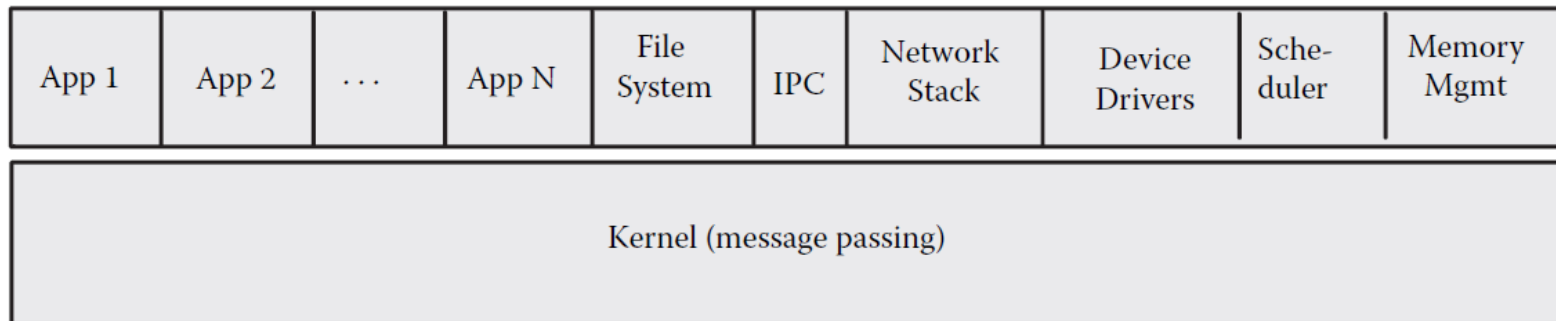 App 1
App 2
. . .
App N
File
System
IPC
Network
Stack
Device
Drivers
Sche-
duler
Memory
Mgmt
Kernel (message passing)